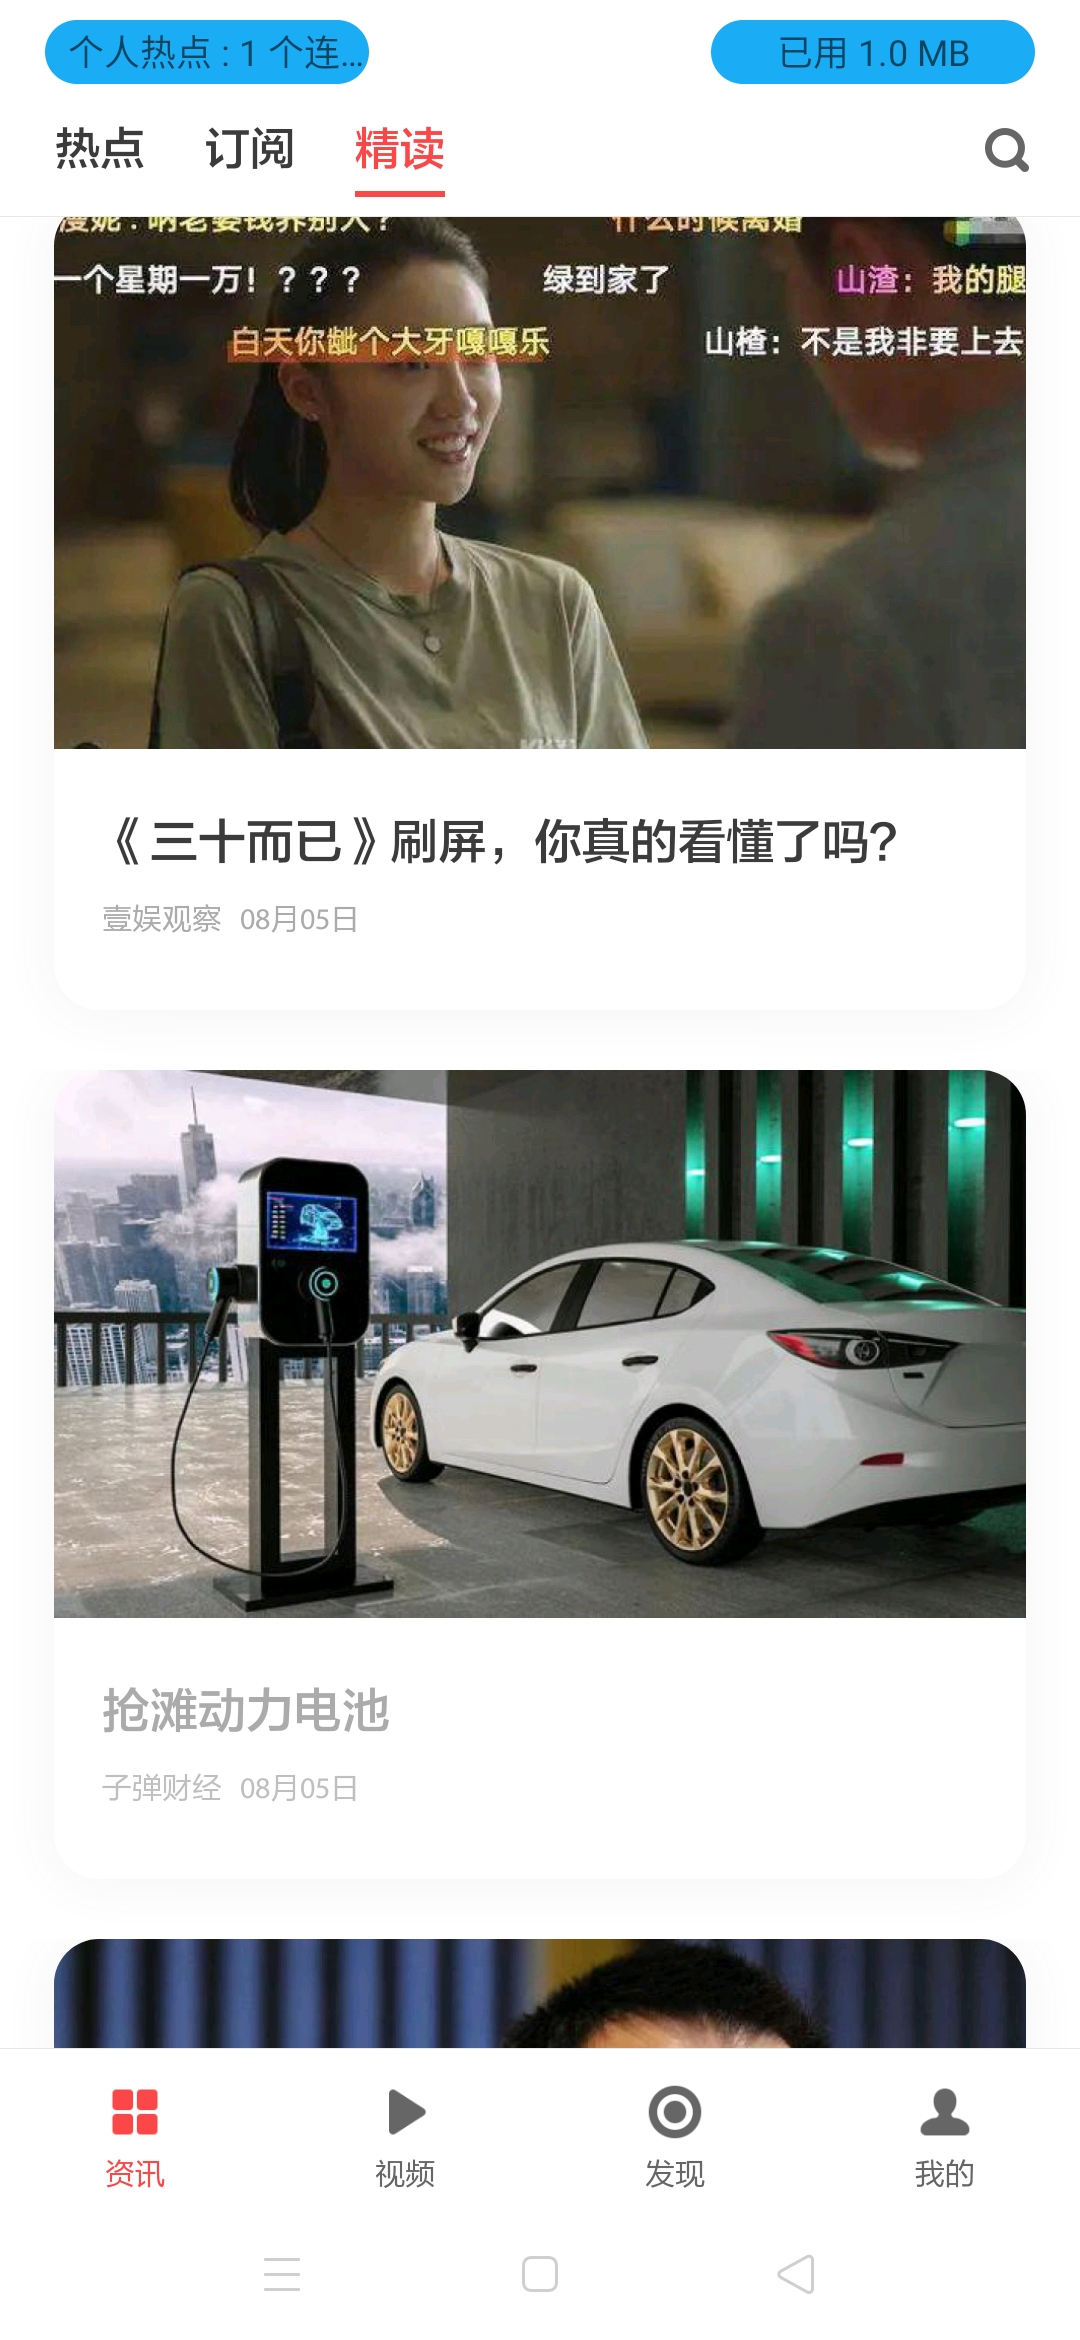 个人热点 : 1 个连...
已用 1.0 MB
热点 订阅 精读
什么时候离婚
一个星期一万！？？？ 绿到家了 山渣：我的腿
白天你龇个大牙嘎嘎乐 山楂：不是我非要上去
《三十而已》刷屏，你真的看懂了吗?
壹娱观察 08月05日
抢滩动力电池
子弹财经 08月05日
资讯 视频 发现 我的